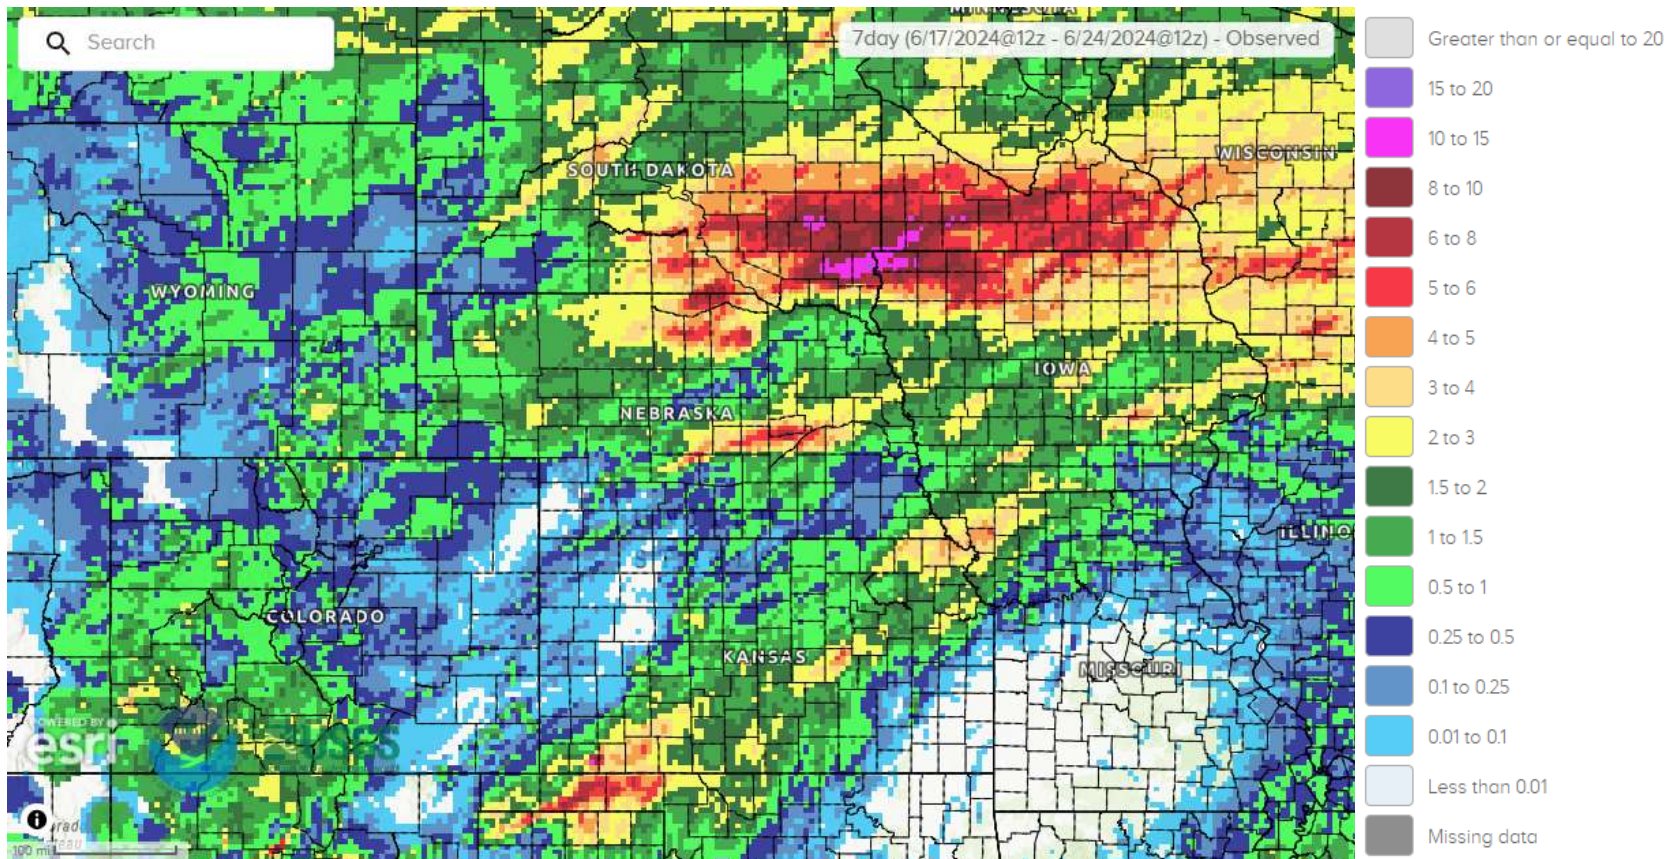 MINNESOTA
Search
7day (6/17/2024@12z - 6/24/2024@12z) - Observed
WISCONSIN
SOUTH DAKOTA
WYOMING
IOWA
NEBRASKA
ILLINO
COLORADO
KANSAS
MISSOURI
POWERED BY
esri
100 mi
Greater than or equal to 20
15 to 20
10 to 15
8 to 10
6 to 8
5 to 6
4 to 5
3 to 4
2 to 3
1.5 to 2
1 to 1.5
0.5 to 1
0.25 to 0.5
0.1 to 0.25
0.01 to 0.1
Less than 0.01
Missing data